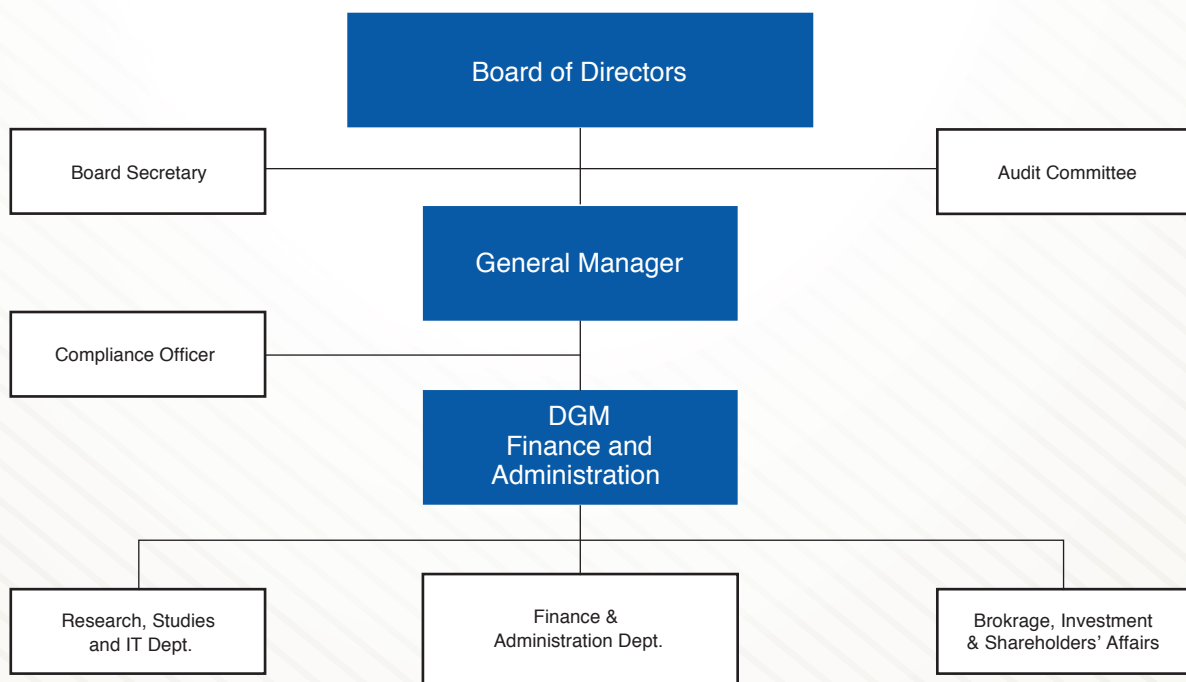 Board of Directors
Board Secretary
Audit Committee
General Manager
Compliance Officer
DGM
Finance and
Administration
Research, Studies
and IT Dept.
Finance &
Administration Dept.
Brokrage, Investment
& Shareholders’ Affairs